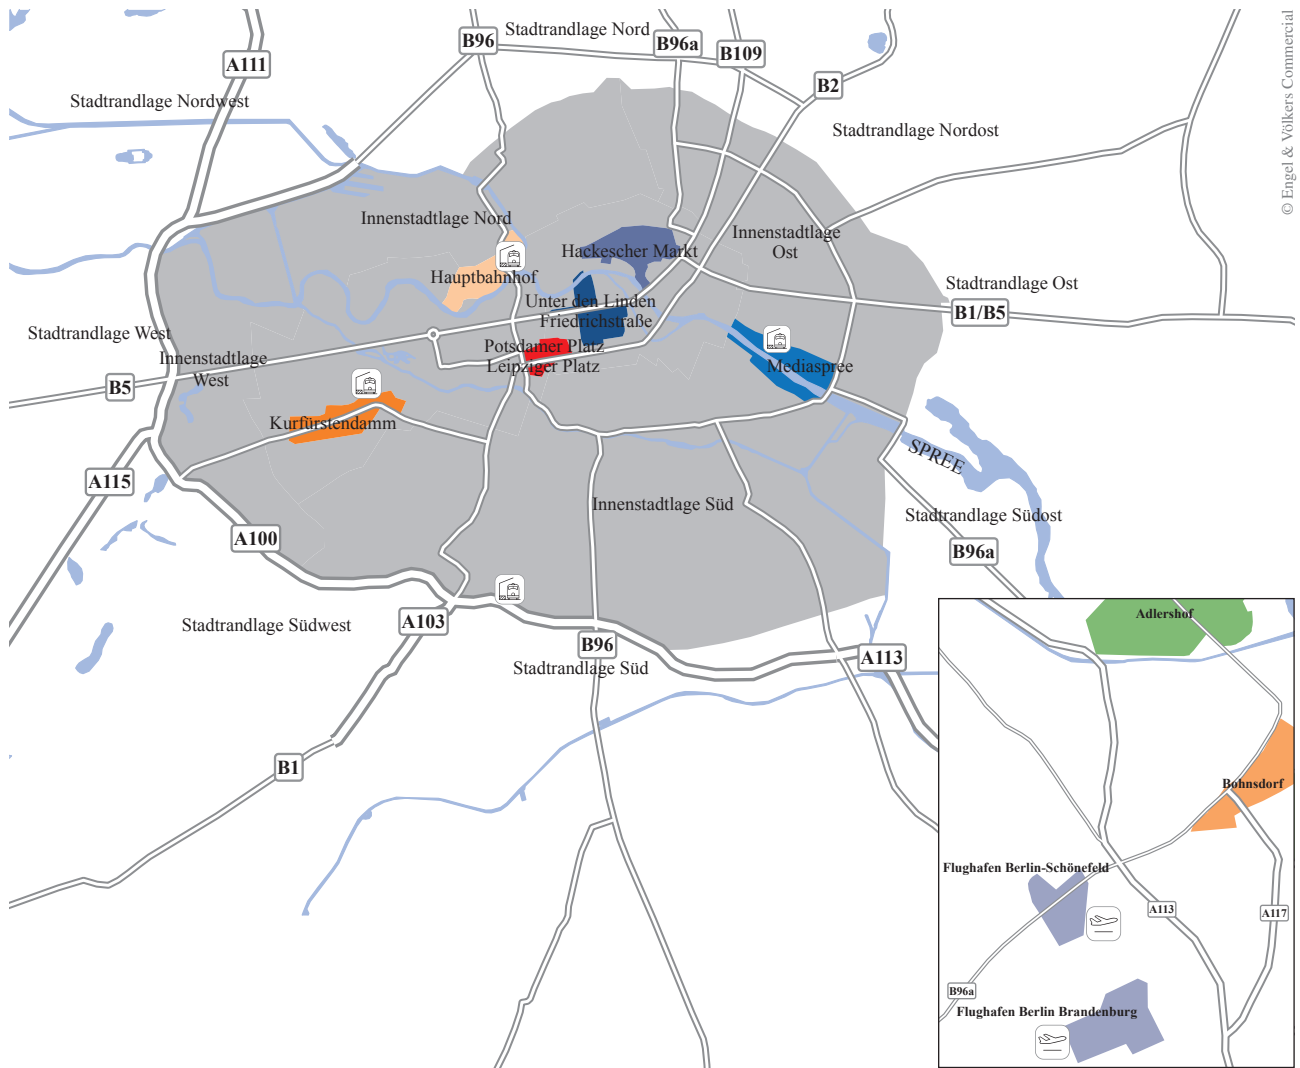 B96
Stadtrandlage Nord
B96a
B109
© Engel & Völkers Commercial
A111
B2
Stadtrandlage Nordwest
Stadtrandlage Nordost
Innenstadtlage Nord
Innenstadtlage
Ost
Hackescher Markt
Hauptbahnhof
Stadtrandlage Ost
B1/B5
Unter den Linden
Friedrichstraße
Stadtrandlage West
Innenstadtlage
West
Potsdamer Platz
Leipziger Platz
Mediaspree
B5
Kurfürstendamm
SPREE
A115
Innenstadtlage Süd
Stadtrandlage Südost
A100
B96a
Stadtrandlage Südwest
A103
B96
Stadtrandlage Süd
A113
B1
Adlershof
Bohnsdorf
Flughafen Berlin-Schönefeld
A113
A117
B96a
Flughafen Berlin Brandenburg